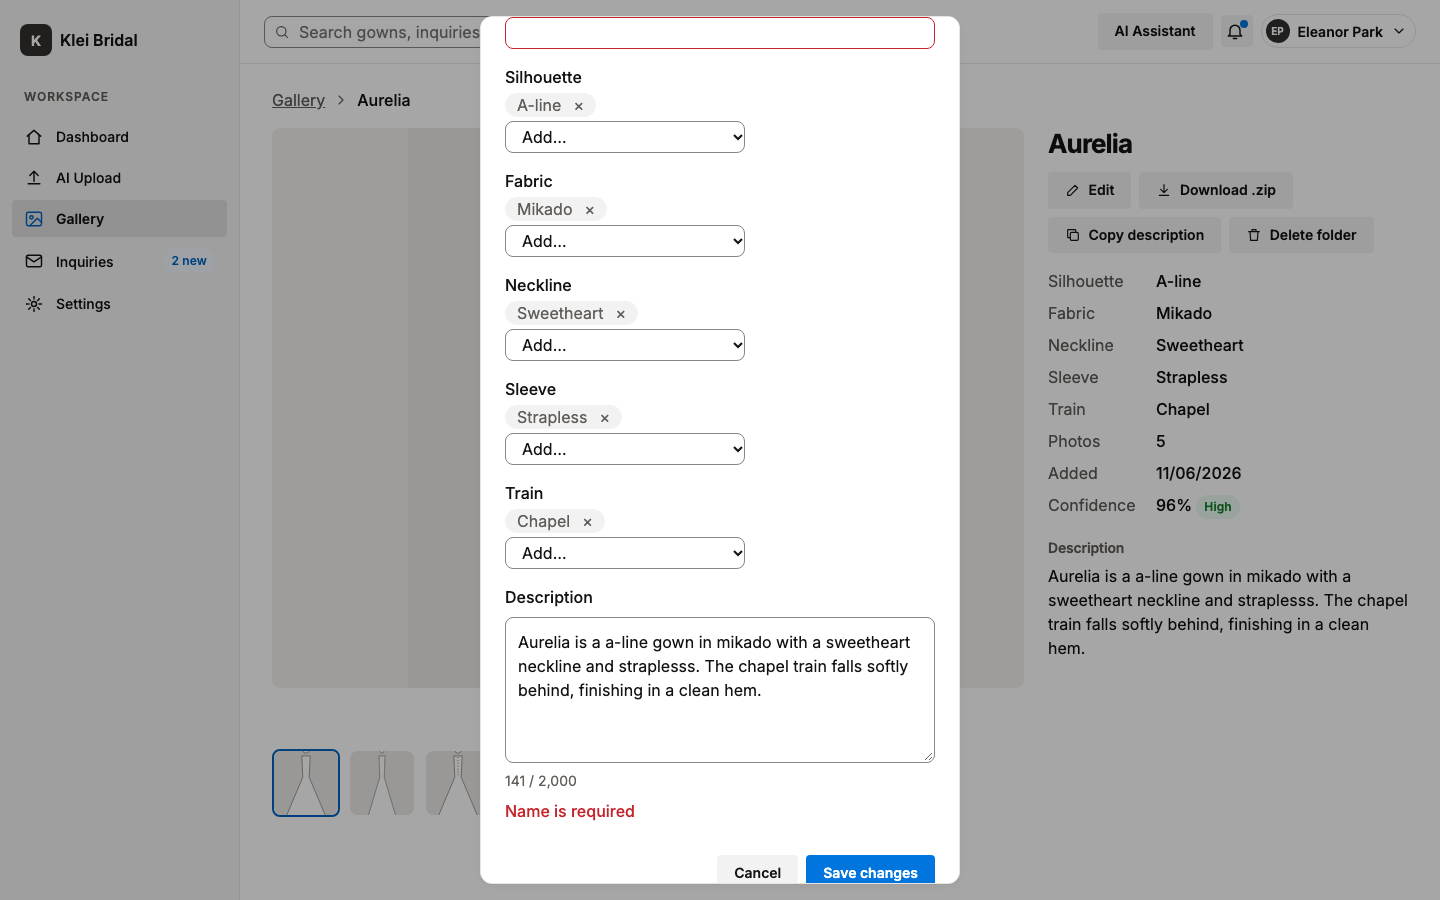 K
Klei Bridal
WORKSPACE
Dashboard
AI Upload
Gallery
Inquiries
2 new
Settings
Search gowns, inquiries
AI Assistant
EP
Eleanor Park
Gallery
Aurelia
Silhouette
A-line ×
Add...
Fabric
Mikado ×
Add...
Neckline
Sweetheart ×
Add...
Sleeve
Strapless ×
Add...
Train
Chapel ×
Add...
Description
Aurelia is a a-line gown in mikado with a sweetheart
neckline and straplesss. The chapel train falls softly
behind, finishing in a clean hem.
141 / 2,000
Name is required
Cancel
Save changes
Aurelia
Edit
Download .zip
Copy description
Delete folder
Silhouette A-line
Fabric Mikado
Neckline Sweetheart
Sleeve Strapless
Train Chapel
Photos 5
Added 11/06/2026
Confidence 96% High
Description
Aurelia is a a-line gown in mikado with a
sweetheart neckline and straplesss. The chapel
train falls softly behind, finishing in a clean
hem.